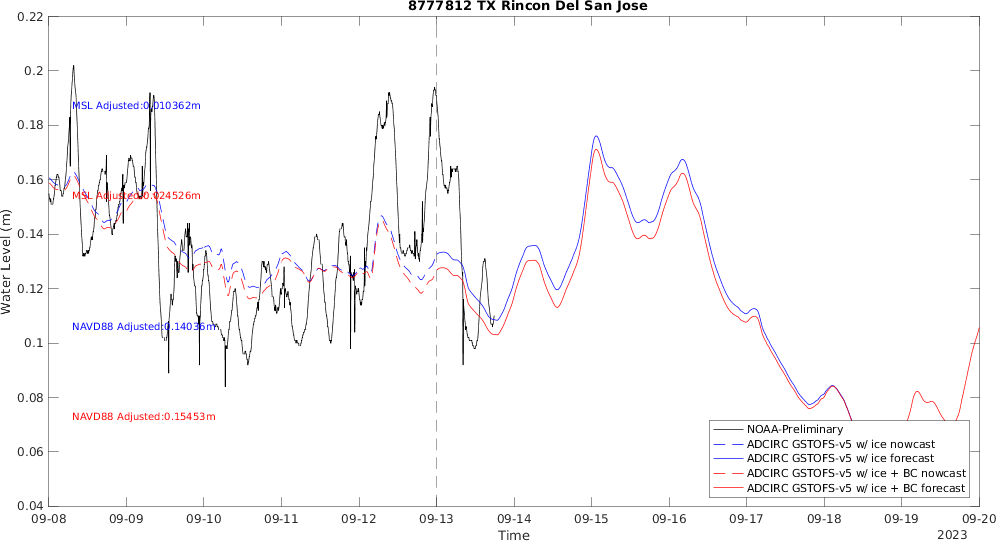 8777812 TX Rincon Del San Jose
0.22
0.2
0.18
0.16
0.14
0.12
0.1
0.08
0.06
0.04
Water Level (m)
MSL Adjusted:0.010362m
MSL Adjusted:0.024526m
NAVD88 Adjusted:0.14036m
NAVD88 Adjusted:0.15453m
NOAA-Preliminary
ADCIRC GSTOFS-v5 w/ ice nowcast
ADCIRC GSTOFS-v5 w/ ice forecast
ADCIRC GSTOFS-v5 w/ ice + BC nowcast
ADCIRC GSTOFS-v5 w/ ice + BC forecast
09-08 09-09 09-10 09-11 09-12 09-13 09-14 09-15 09-16 09-17 09-18 09-19 09-20
Time
2023